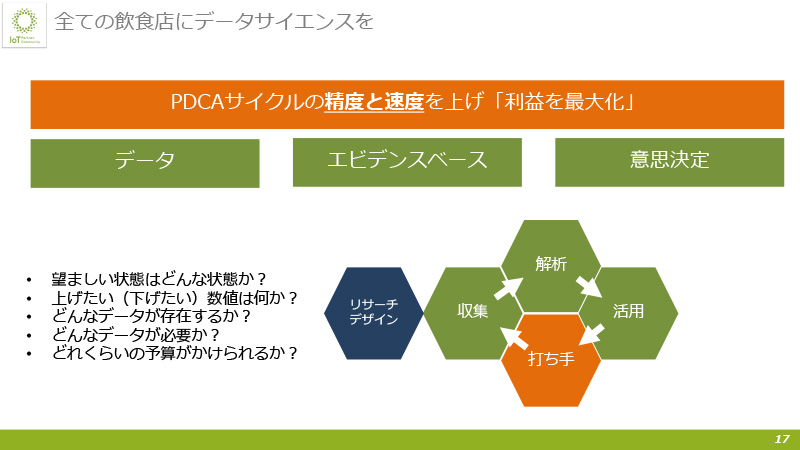 全ての飲食店にデータサイエンスを
IoT Partner Community
PDCAサイクルの精度と速度を上げ「利益を最大化」
データ
エビデンスベース
意思決定
• 望ましい状態はどんな状態か？
• 上げたい（下げたい）数値は何か？
• どんなデータが存在するか？
• どんなデータが必要か？
• どれくらいの予算がかけられるか？
リサーチ
デザイン
収集
解析
活用
打ち手
17